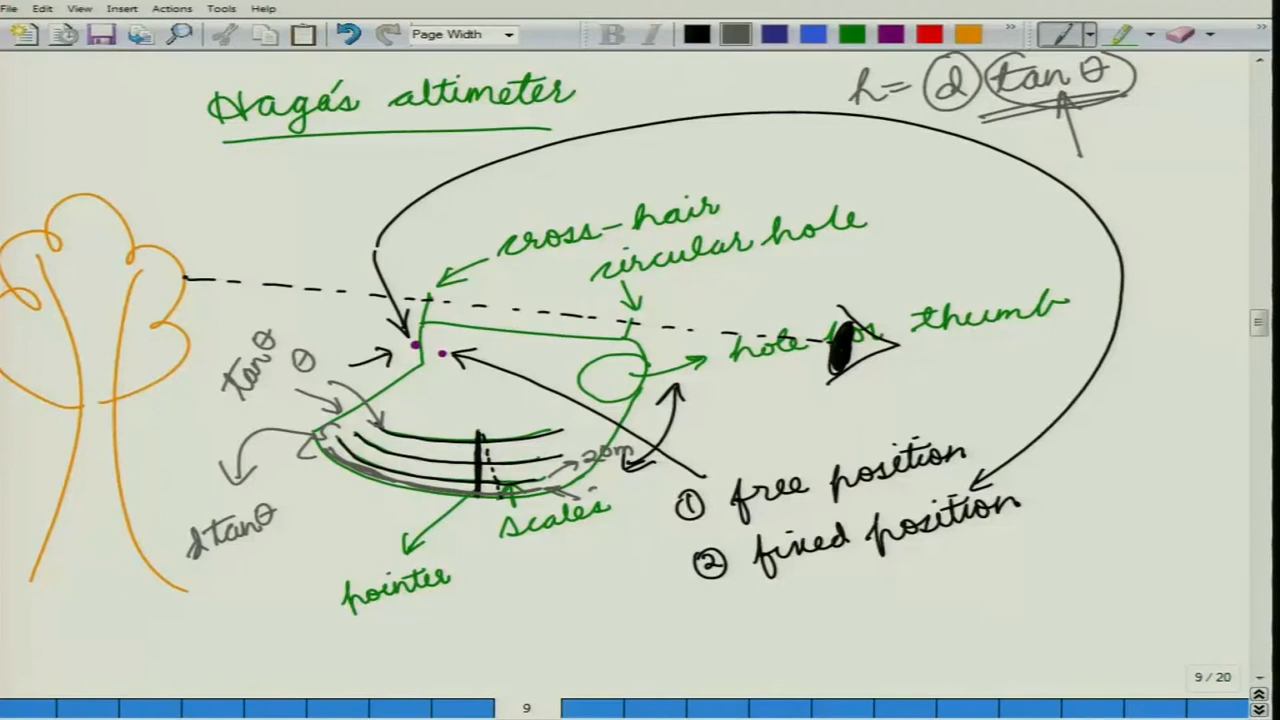 File Edit View Insert Actions Tools Help
Page Width
B I
Haga's altimeter
h = d tan θ
cross-hair
circular hole
hole for thumb
tan θ
θ
20m
d tan θ
scales
pointer
① free position
② fixed position
9 / 20
9